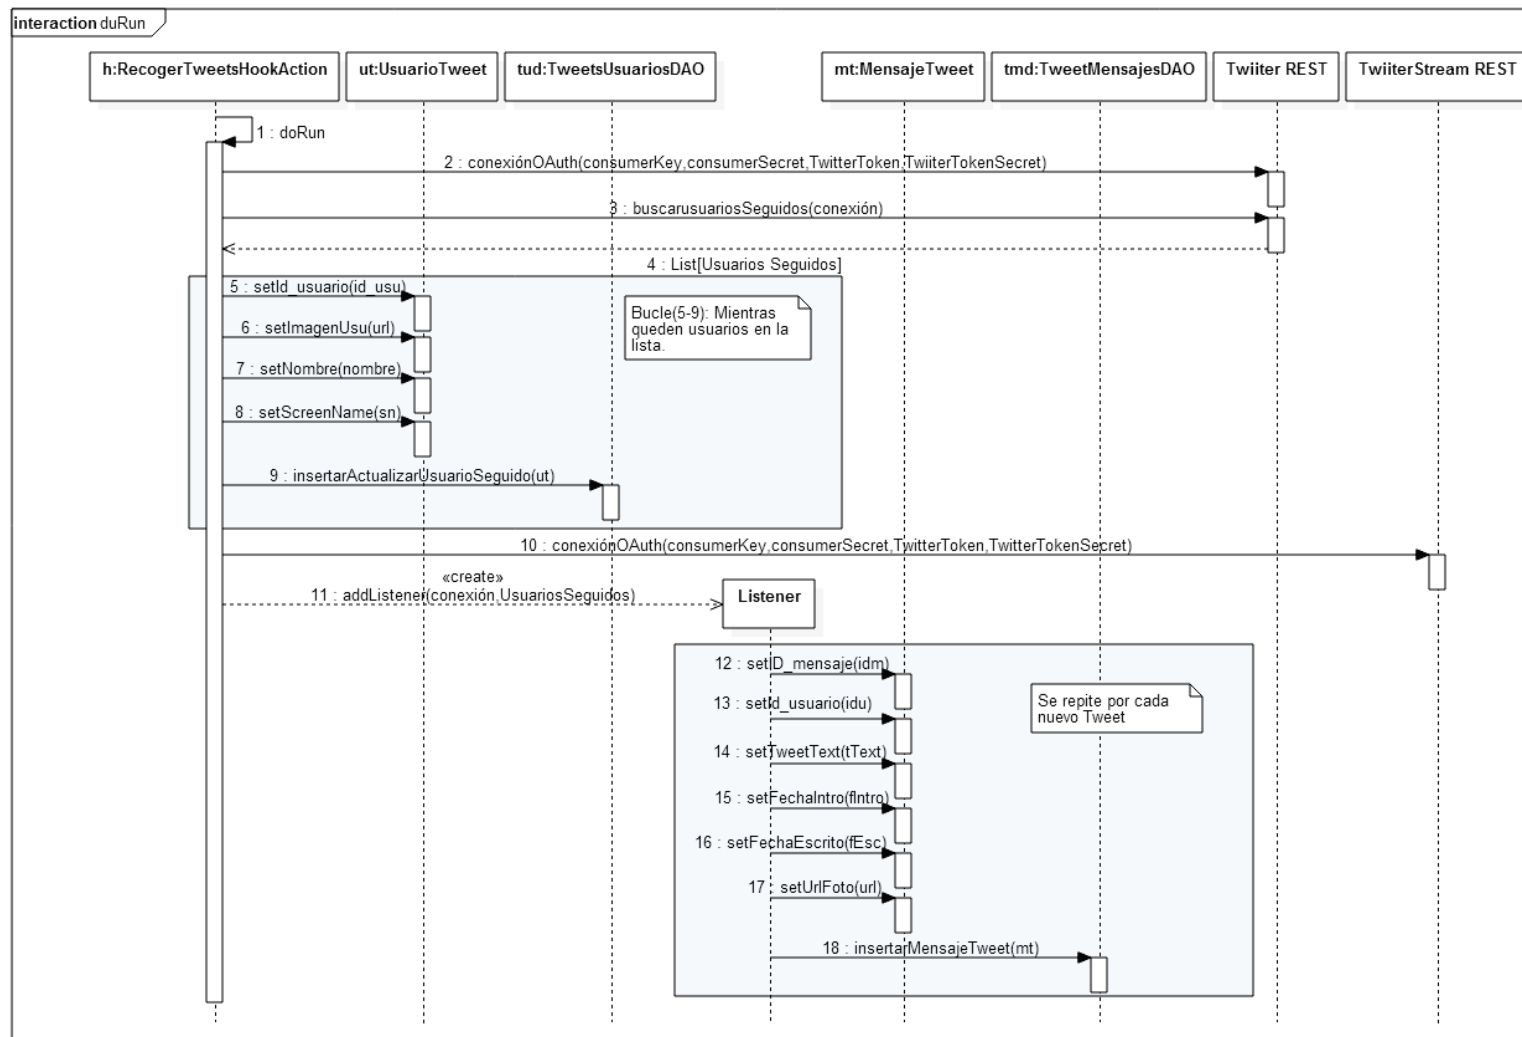 interaction duRun
h:RecogerTweetsHookAction
ut:UsuarioTweet
tud:TweetsUsuariosDAO
mt:MensajeTweet
tmd:TweetMensajesDAO
Twiiter REST
TwiiterStream REST
1 : doRun
2 : conexiónOAuth(consumerKey,consumerSecret,TwitterToken,TwiiterTokenSecret)
3 : buscarusuariosSeguidos(conexión)
4 : List[Usuarios Seguidos]
5 : setId_usuario(id_usu)
Bucle(5-9): Mientras
queden usuarios en la
lista.
6 : setImagenUsu(url)
7 : setNombre(nombre)
8 : setScreenName(sn)
9 : insertarActualizarUsuarioSeguido(ut)
10 : conexiónOAuth(consumerKey,consumerSecret,TwitterToken,TwitterTokenSecret)
«create»
11 : addListener(conexión,UsuariosSeguidos)
Listener
12 : setID_mensaje(idm)
13 : setId_usuario(idu)
Se repite por cada
nuevo Tweet
14 : setTweetText(tText)
15 : setFechaIntro(fIntro)
16 : setFechaEscrito(fEsc)
17 : setUrlFoto(url)
18 : insertarMensajeTweet(mt)